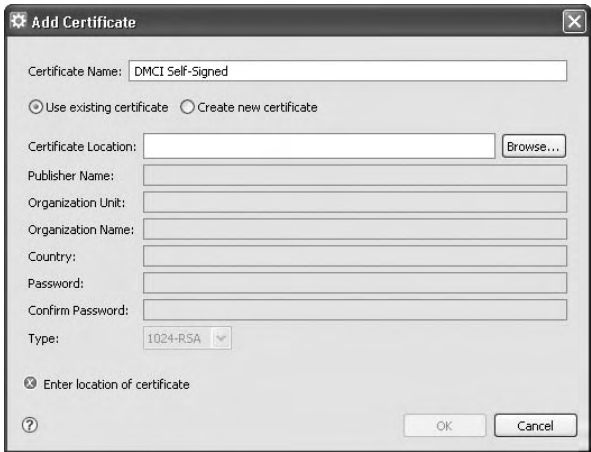 Add Certificate
Certificate Name: DMCI Self-Signed
Use existing certificate Create new certificate
Certificate Location: Browse...
Publisher Name:
Organization Unit:
Organization Name:
Country:
Password:
Confirm Password:
Type: 1024-RSA
Enter location of certificate
? OK Cancel